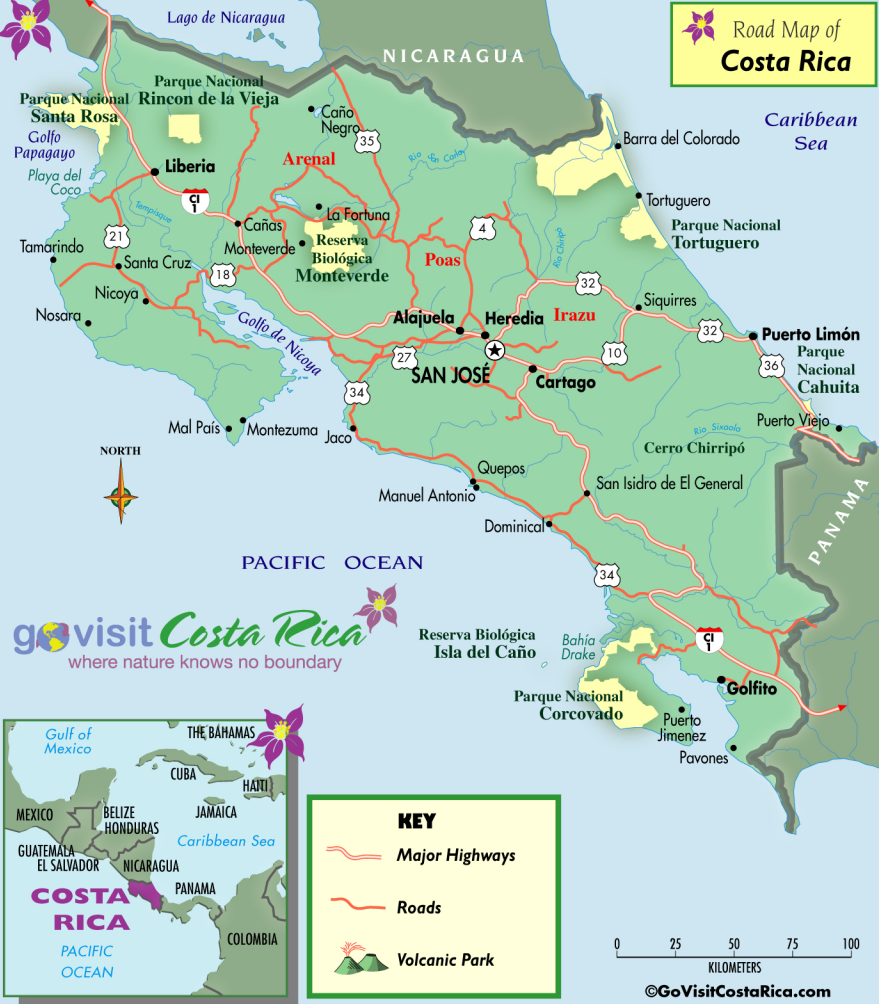 Lago de Nicaragua
NICARAGUA
Road Map of
Costa Rica
Parque Nacional
Rincon de la Vieja
Parque Nacional
Santa Rosa
Caño
Negro
35
Caribbean
Sea
Golfo
Papagayo
Arenal
Río San Carlos
Barra del Colorado
Liberia
Playa del
Coco
CI
1
Tempisque
La Fortuna
Tortuguero
Cañas
4
Parque Nacional
Tortuguero
21
Monteverde
Reserva
Biológica
Monteverde
Río Chiripó
Tamarindo
Santa Cruz
18
Poas
32
Nicoya
Siquirres
Nosara
Golfo de Nicoya
Alajuela
Heredia
Irazu
32
Puerto Limón
27
SAN JOSÉ
10
36
Parque
Nacional
Cahuita
Cartago
34
Mal País
Montezuma
Jaco
Puerto Viejo
Río Sixaola
Cerro Chirripó
NORTH
Quepos
Manuel Antonio
San Isidro de El General
PANAMA
Dominical
PACIFIC OCEAN
34
govisit Costa Rica
where nature knows no boundary
Reserva Biológica
Isla del Caño
Bahía
Drake
CI
1
Parque Nacional
Corcovado
Golfito
Puerto
Jimenez
Pavones
Gulf of
Mexico
THE BAHAMAS
CUBA
HAITI
MEXICO
BELIZE
JAMAICA
HONDURAS
Caribbean Sea
GUATEMALA
EL SALVADOR
NICARAGUA
COSTA
RICA
PANAMA
COLOMBIA
PACIFIC
OCEAN
KEY
Major Highways
Roads
Volcanic Park
0 25 50 75 100
KILOMETERS
©GoVisitCostaRica.com